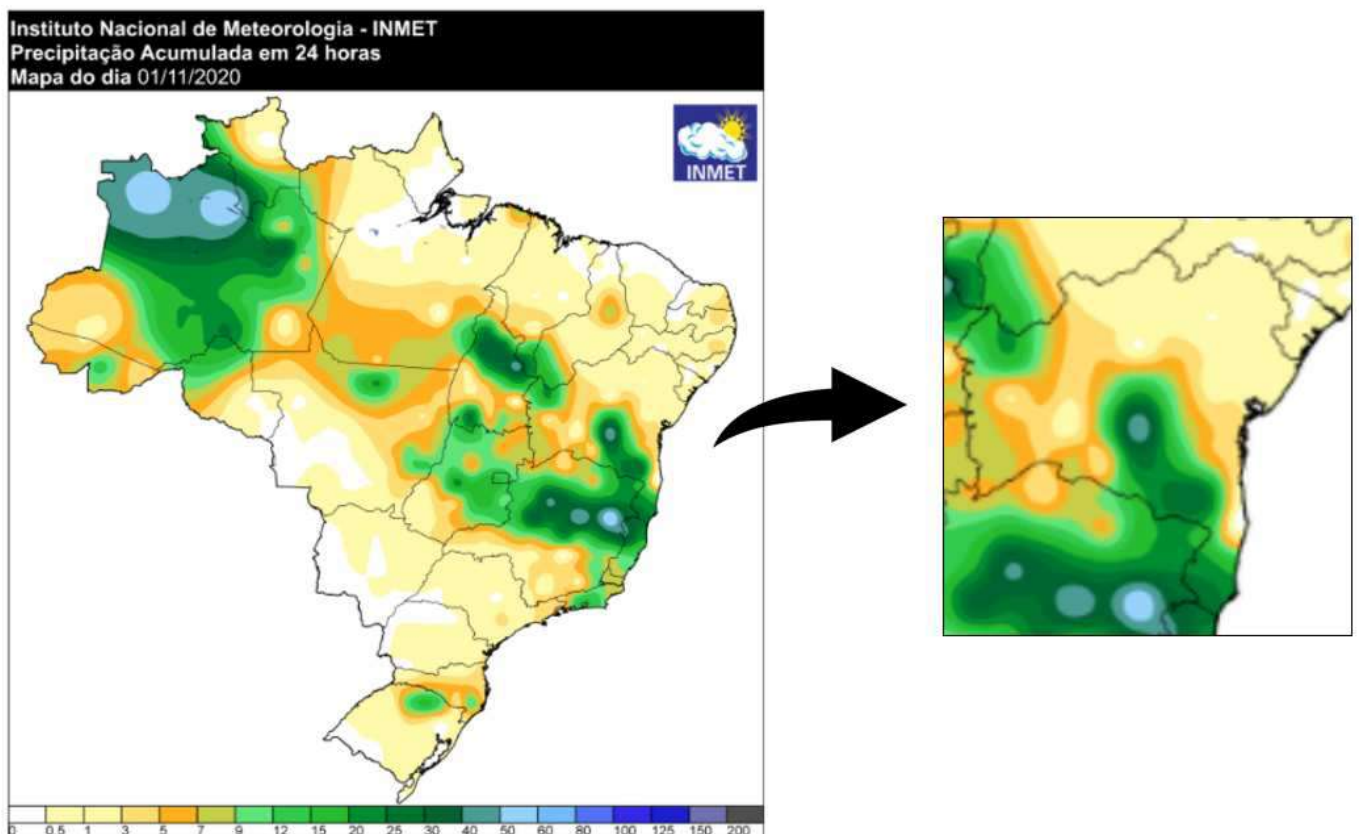 Instituto Nacional de Meteorologia - INMET
Precipitação Acumulada em 24 horas
Mapa do dia 01/11/2020
INMET
0 0.5 1 3 5 7 9 12 15 20 25 30 40 50 60 80 100 125 150 200